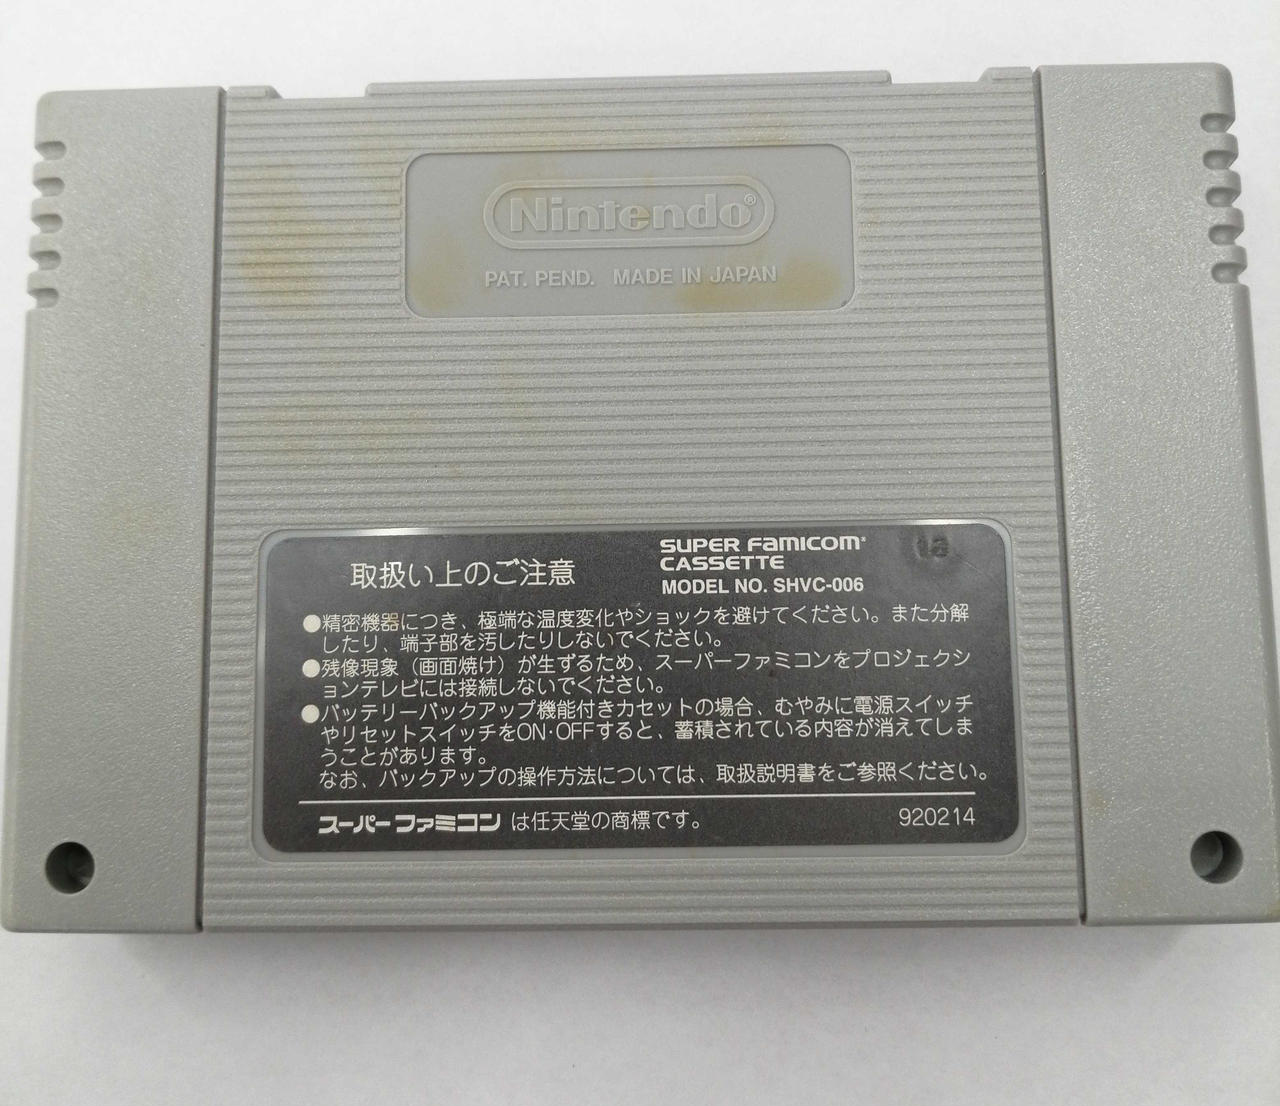 Nintendo®
PAT. PEND. MADE IN JAPAN
取扱い上のご注意
SUPER FAMICOM
CASSETTE
MODEL NO. SHVC-006
18
●精密機器につき、極端な温度変化やショックを避けてください。また分解
したり、端子部を汚したりしないでください。
●残像現象（画面焼け）が生ずるため、スーパーファミコンをプロジェクシ
ョンテレビには接続しないでください。
●バッテリーバックアップ機能付きカセットの場合、むやみに電源スイッチ
やリセットスイッチをON·OFFすると、蓄積されている内容が消えてしま
うことがあります。
なお、バックアップの操作方法については、取扱説明書をご参照ください。
スーパーファミコン は任天堂の商標です。
920214